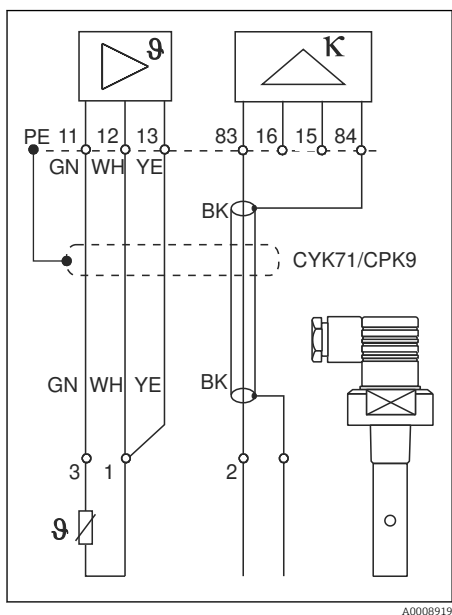 ϑ κ
PE 11 12 13 83 16 15 84
GN WH YE
BK
CYK71/CPK9
GN WH YE BK
3 1 2
ϑ
A0008919